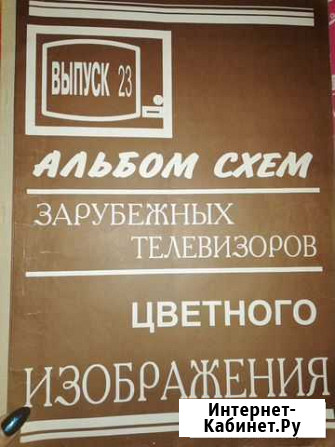 ВЫПУСК 23
АЛЬБОМ СХЕМ
ЗАРУБЕЖНЫХ
ТЕЛЕВИЗОРОВ
ЦВЕТНОГО
ИЗОБРАЖЕНИЯ
Интернет-
Кабинет.Ру